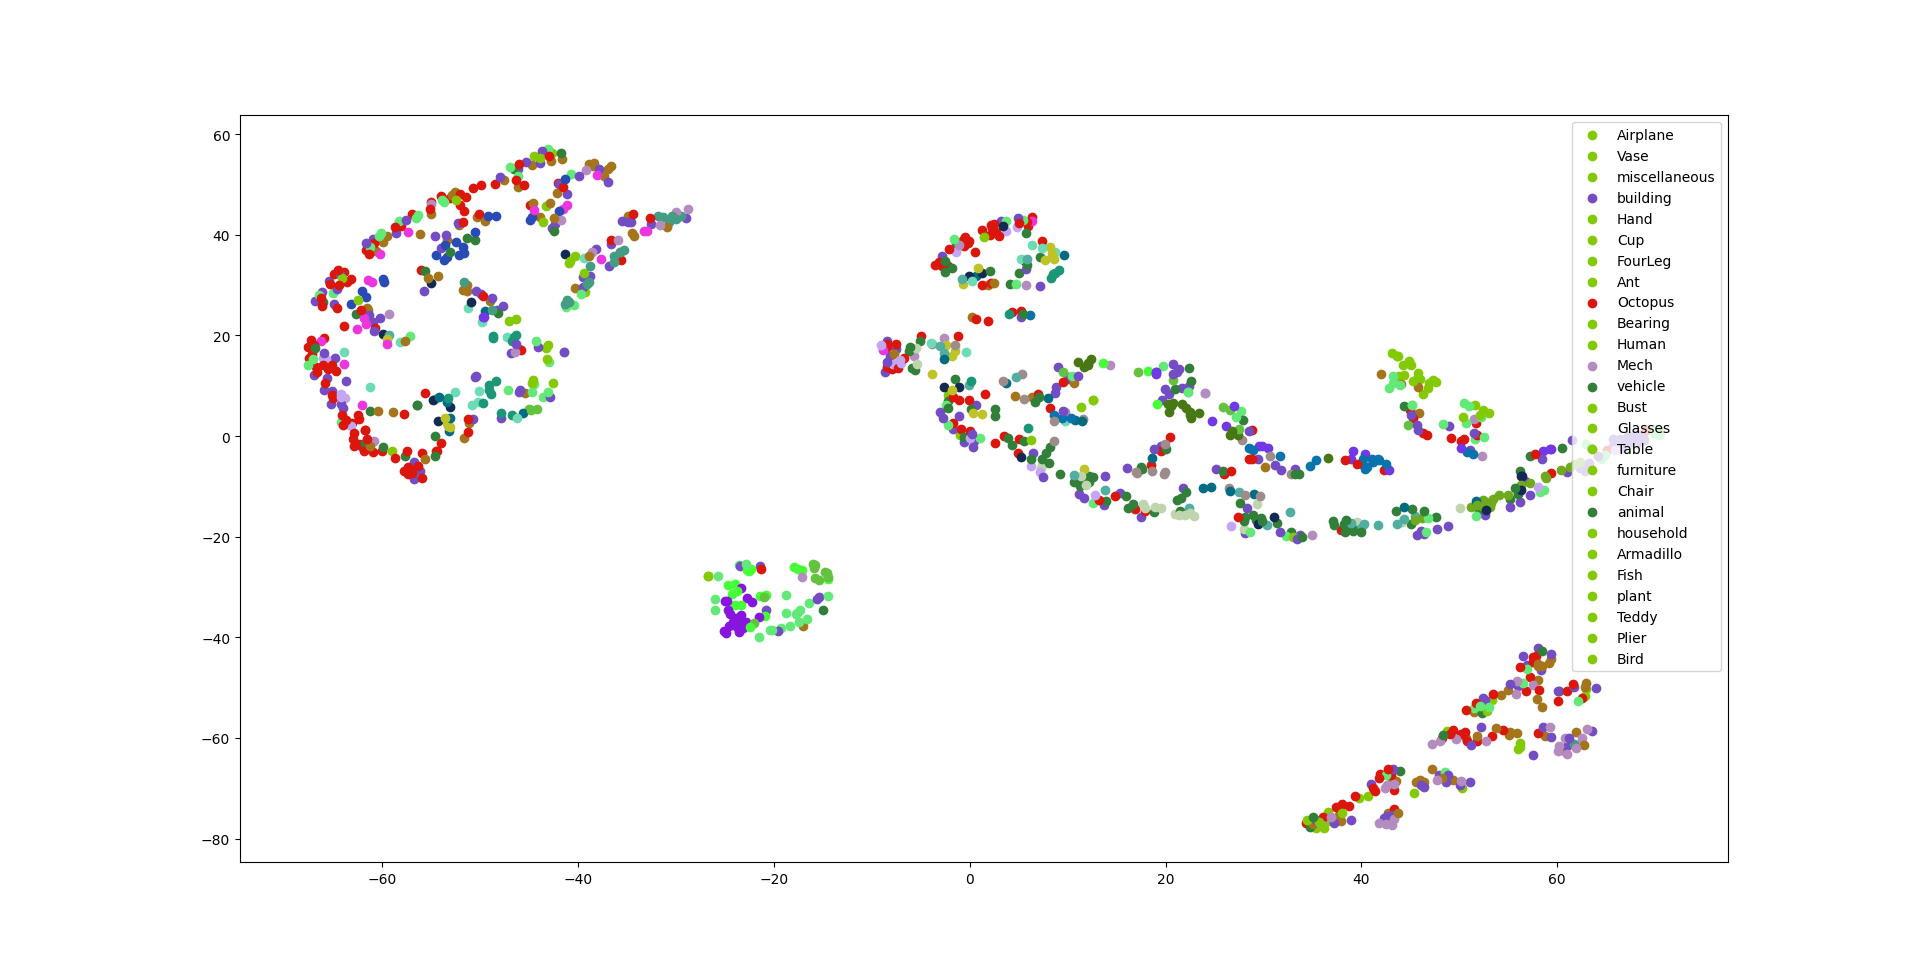 60
40
20
0
−20
−40
−60
−80
−60
−40
−20
0
20
40
60
Airplane
Vase
miscellaneous
building
Hand
Cup
FourLeg
Ant
Octopus
Bearing
Human
Mech
vehicle
Bust
Glasses
Table
furniture
Chair
animal
household
Armadillo
Fish
plant
Teddy
Plier
Bird